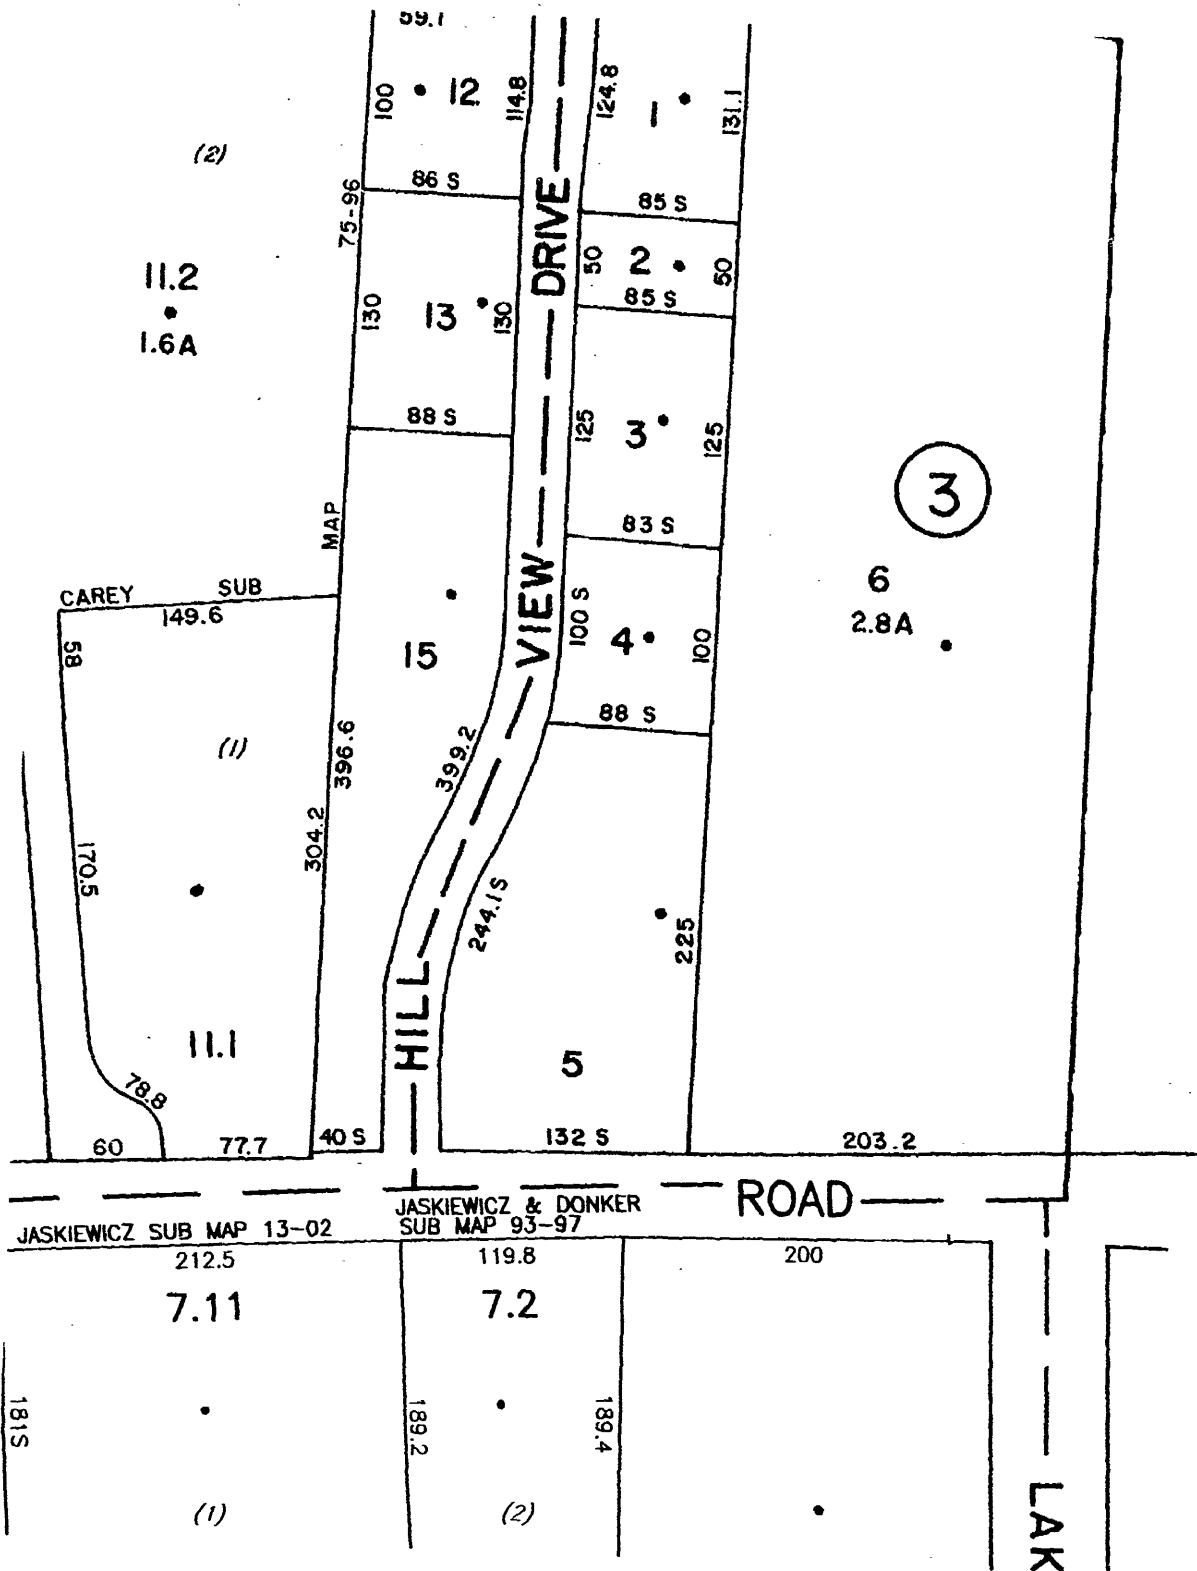 59.1
100
12
114.8
124.8
1
131.1
(2)
86 S
85 S
75-96
DRIVE
50
2
50
11.2
1.6A
130
13
130
85 S
88 S
125
3
125
3
MAP
83 S
6
2.8A
CAREY SUB
149.6
58
VIEW
100 S
4
100
15
88 S
(1)
396.6
399.2
304.2
170.5
244.1S
225
HILL
11.1
5
78.8
60
77.7
40 S
132 S
203.2
JASKIEWICZ & DONKER
SUB MAP 93-97
ROAD
JASKIEWICZ SUB MAP 13-02
212.5
119.8
200
7.11
7.2
181S
189.2
189.4
(1)
(2)
LAK